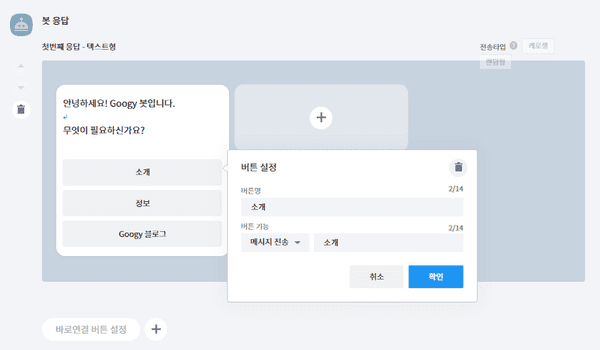 봇 응답
첫번째 응답 - 텍스트형
전송타입 ? 캐로셀
랜덤형
안녕하세요! Googy 봇입니다.
무엇이 필요하신가요?
소개
정보
Googy 블로그
버튼 설정
버튼명 2/14
소개
버튼 기능 2/14
메시지 전송 소개
취소 확인
바로연결 버튼 설정